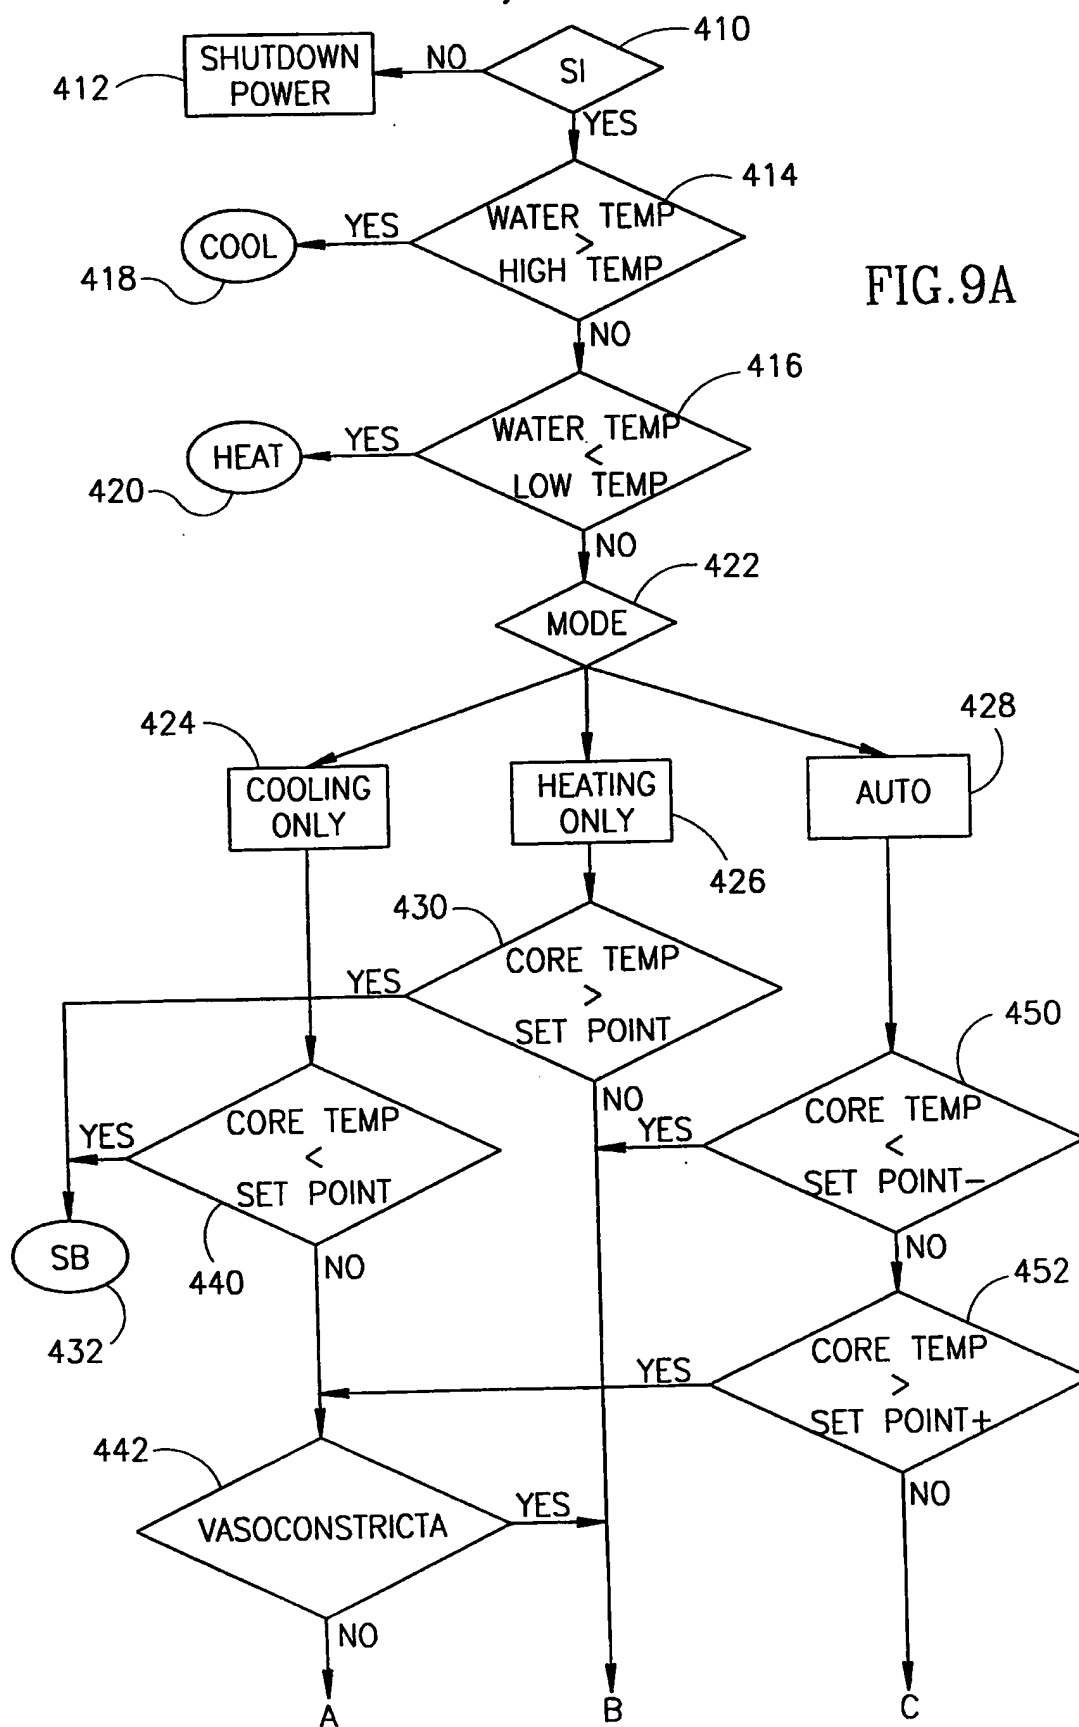 410
SI
NO
SHUTDOWN
POWER
412
YES
414
WATER TEMP
>
HIGH TEMP
YES
COOL
418
FIG.9A
NO
416
WATER TEMP
<
LOW TEMP
YES
HEAT
420
NO
422
MODE
424
COOLING
ONLY
HEATING
ONLY
426
428
AUTO
430
CORE TEMP
>
SET POINT
YES
NO
450
CORE TEMP
<
SET POINT-
YES
NO
CORE TEMP
<
SET POINT
YES
440
NO
SB
432
452
CORE TEMP
>
SET POINT+
YES
NO
442
VASOCONSTRICTA
YES
NO
A
B
C